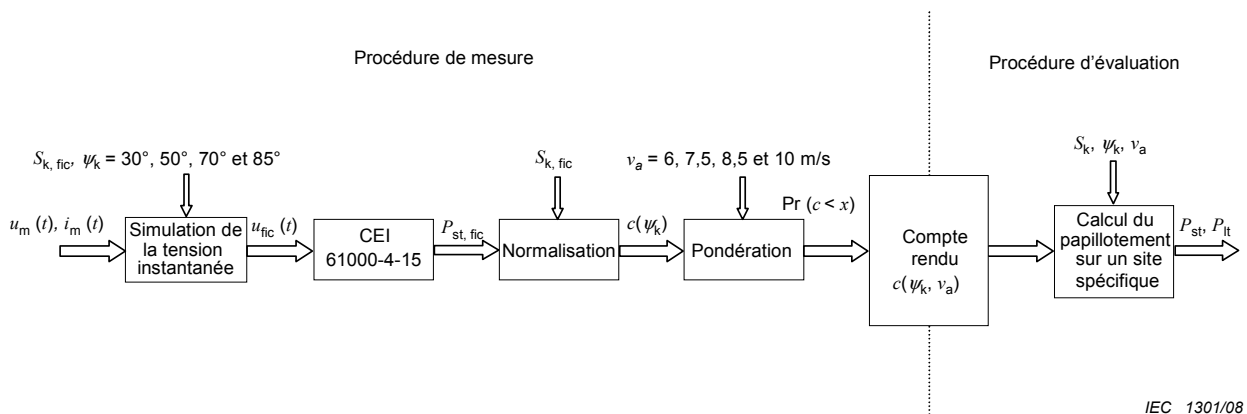 Procédure de mesure
Procédure d'évaluation
S_k, fic, ψ_k = 30°, 50°, 70° et 85°
S_k, fic
v_a = 6, 7,5, 8,5 et 10 m/s
S_k, ψ_k, v_a
u_m (t), i_m (t)
Simulation de
la tension
instantanée
u_fic (t)
CEI
61000-4-15
P_st, fic
Normalisation
c(ψ_k)
Pondération
Pr (c < x)
Compte
rendu
c(ψ_k, v_a)
Calcul du
papillotement
sur un site
spécifique
P_st, P_lt
IEC 1301/08